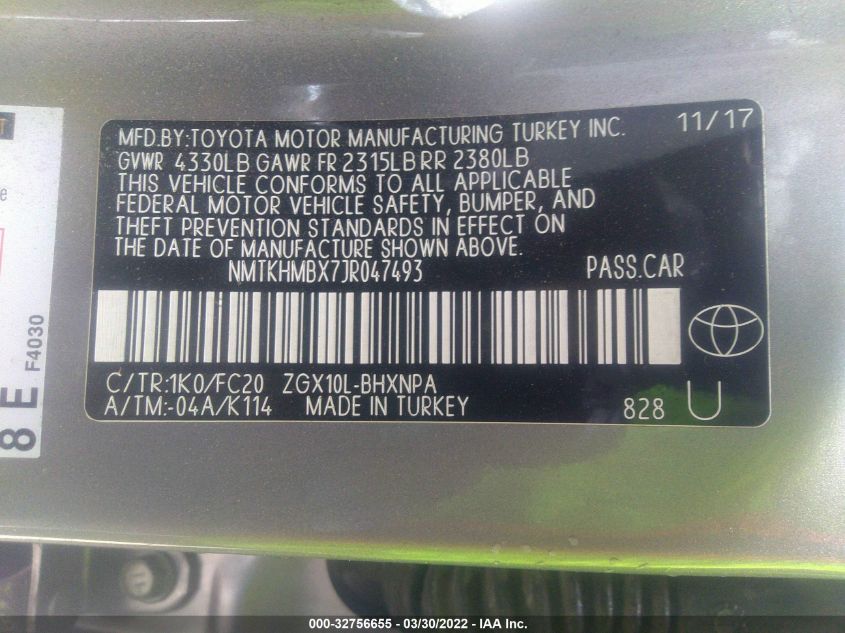 MFD.BY:TOYOTA MOTOR MANUFACTURING TURKEY INC. 11/17
GVWR 4330LB GAWR FR 2315LB RR 2380LB
THIS VEHICLE CONFORMS TO ALL APPLICABLE
FEDERAL MOTOR VEHICLE SAFETY, BUMPER, AND
THEFT PREVENTION STANDARDS IN EFFECT ON
THE DATE OF MANUFACTURE SHOWN ABOVE.
NMTKHMBX7JR047493 PASS.CAR
C/TR:1K0/FC20 ZGX10L-BHXNPA
A/TM:-04A/K114 MADE IN TURKEY 828 U
8 E
F4030
000-32756655 — 03/30/2022 — IAA Inc.